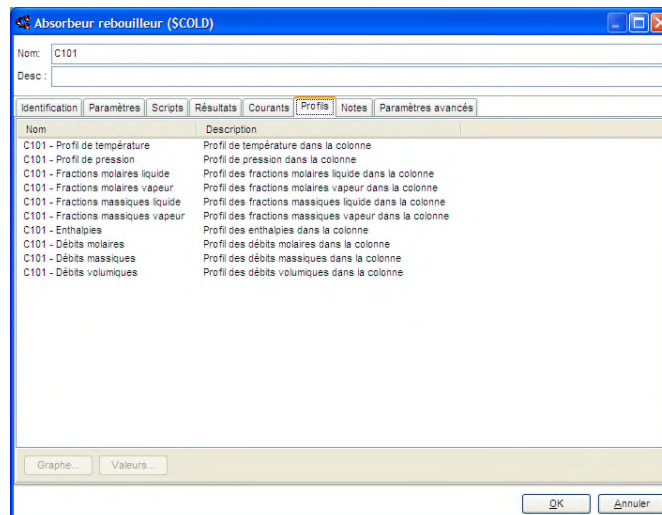 Absorbeur rebouilleur ($COLD)
Nom: C101
Desc :
Identification Paramètres Scripts Résultats Courants Profils Notes Paramètres avancés
Nom Description
C101 - Profil de température Profil de température dans la colonne
C101 - Profil de pression Profil de pression dans la colonne
C101 - Fractions molaires liquide Profil des fractions molaires liquide dans la colonne
C101 - Fractions molaires vapeur Profil des fractions molaires vapeur dans la colonne
C101 - Fractions massiques liquide Profil des fractions massiques liquide dans la colonne
C101 - Fractions massiques vapeur Profil des fractions massiques vapeur dans la colonne
C101 - Enthalpies Profil des enthalpies dans la colonne
C101 - Débits molaires Profil des débits molaires dans la colonne
C101 - Débits massiques Profil des débits massiques dans la colonne
C101 - Débits volumiques Profil des débits volumiques dans la colonne
Graphe... Valeurs...
OK Annuler